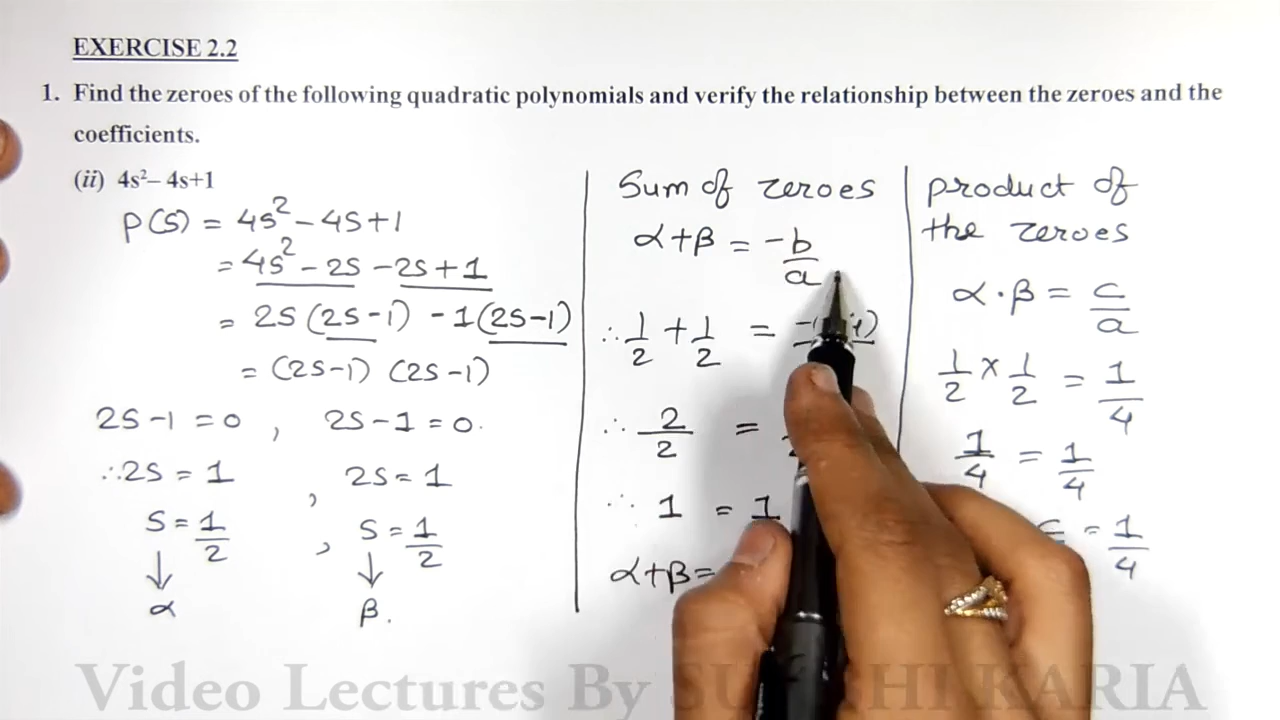 EXERCISE 2.2
1. Find the zeroes of the following quadratic polynomials and verify the relationship between the zeroes and the
coefficients.
(ii) 4s²– 4s+1
P(S) = 4s² – 4s + 1
= 4s² – 2s – 2s + 1
= 2s (2s – 1) – 1(2s – 1)
= (2s – 1) (2s – 1)
2s – 1 = 0 , 2s – 1 = 0.
∴ 2s = 1 , 2s = 1
s = 1/2 , s = 1/2
↓ ↓
α β.
Sum of zeroes
α + β = –b/a
∴ 1/2 + 1/2 =
∴ 2/2 =
∴ 1 = 1
α + β =
product of
the zeroes
α · β = c/a
1/2 × 1/2 = 1/4
1/4 = 1/4
= 1/4
Video Lectures By KARIA